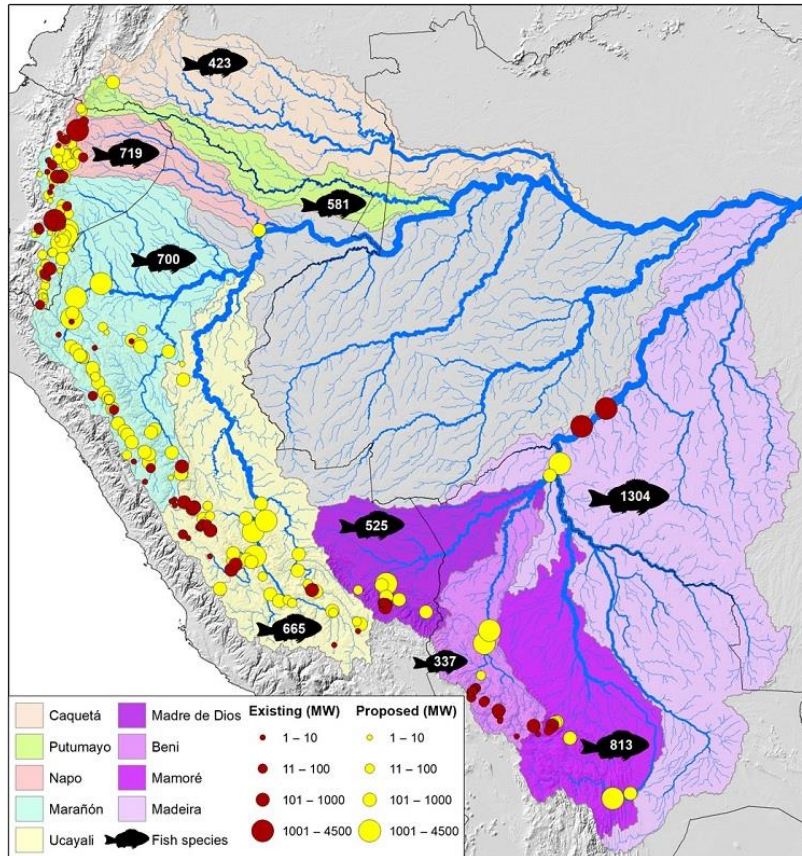 423
719
581
700
1304
525
665
337
813
Caquetá
Putumayo
Napo
Marañón
Ucayali
Madre de Dios
Beni
Mamoré
Madeira
Fish species
Existing (MW)
1 – 10
11 – 100
101 – 1000
1001 – 4500
Proposed (MW)
1 – 10
11 – 100
101 – 1000
1001 – 4500